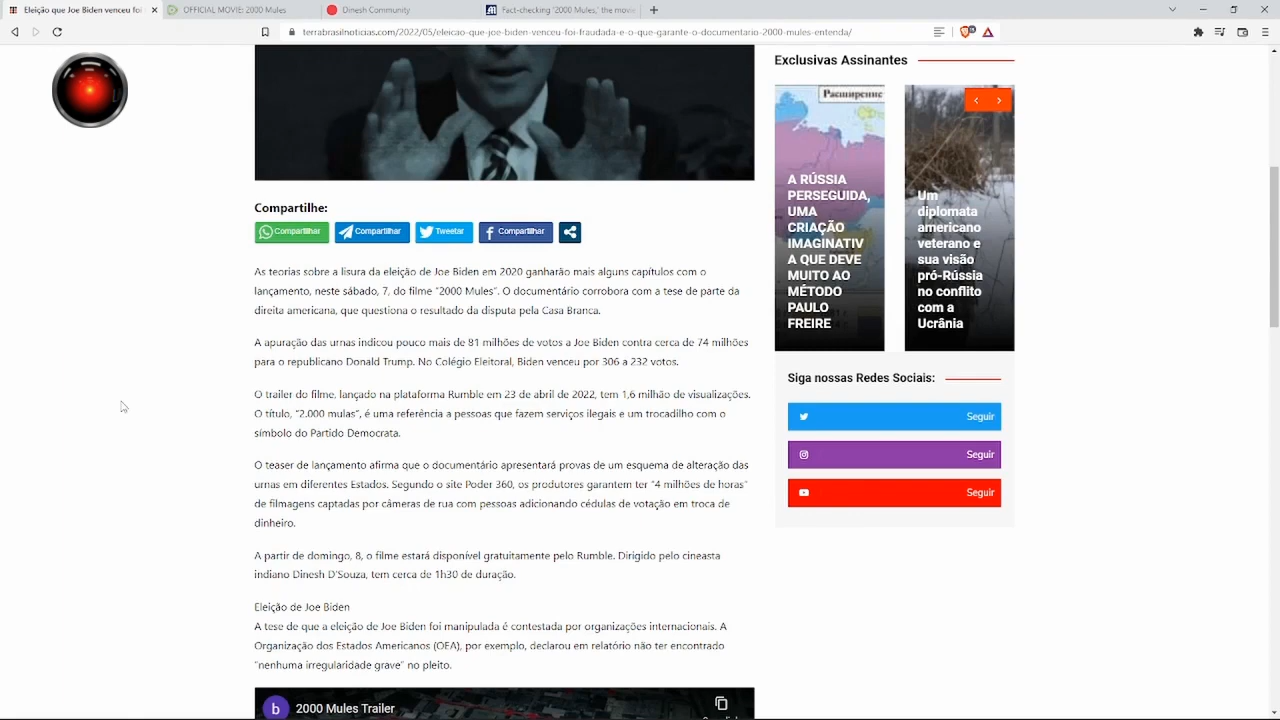 Eleição que Joe Biden venceu foi
OFFICIAL MOVIE: 2000 Mules
Dinesh Community
Fact-checking '2000 Mules,' the movi
terrabrasilnoticias.com/2022/05/eleicao-que-joe-biden-venceu-foi-fraudada-e-o-que-garante-o-documentario-2000-mules-entenda/
Compartilhe:
Compartilhar
Compartilhar
Tweetar
Compartilhar
As teorias sobre a lisura da eleição de Joe Biden em 2020 ganharão mais alguns capítulos com o
lançamento, neste sábado, 7, do filme “2000 Mules”. O documentário corrobora com a tese de parte da
direita americana, que questiona o resultado da disputa pela Casa Branca.
A apuração das urnas indicou pouco mais de 81 milhões de votos a Joe Biden contra cerca de 74 milhões
para o republicano Donald Trump. No Colégio Eleitoral, Biden venceu por 306 a 232 votos.
O trailer do filme, lançado na plataforma Rumble em 23 de abril de 2022, tem 1,6 milhão de visualizações.
O título, “2.000 mulas”, é uma referência a pessoas que fazem serviços ilegais e um trocadilho com o
símbolo do Partido Democrata.
O teaser de lançamento afirma que o documentário apresentará provas de um esquema de alteração das
urnas em diferentes Estados. Segundo o site Poder 360, os produtores garantem ter “4 milhões de horas”
de filmagens captadas por câmeras de rua com pessoas adicionando cédulas de votação em troca de
dinheiro.
A partir de domingo, 8, o filme estará disponível gratuitamente pelo Rumble. Dirigido pelo cineasta
indiano Dinesh D’Souza, tem cerca de 1h30 de duração.
Eleição de Joe Biden
A tese de que a eleição de Joe Biden foi manipulada é contestada por organizações internacionais. A
Organização dos Estados Americanos (OEA), por exemplo, declarou em relatório não ter encontrado
“nenhuma irregularidade grave” no pleito.
b 2000 Mules Trailer
Exclusivas Assinantes
Расширение
A RÚSSIA
PERSEGUIDA,
UMA
CRIAÇÃO
IMAGINATIV
A QUE DEVE
MUITO AO
MÉTODO
PAULO
FREIRE
Um
diplomata
americano
veterano e
sua visão
pró-Rússia
no conflito
com a
Ucrânia
Siga nossas Redes Sociais:
Seguir
Seguir
Seguir